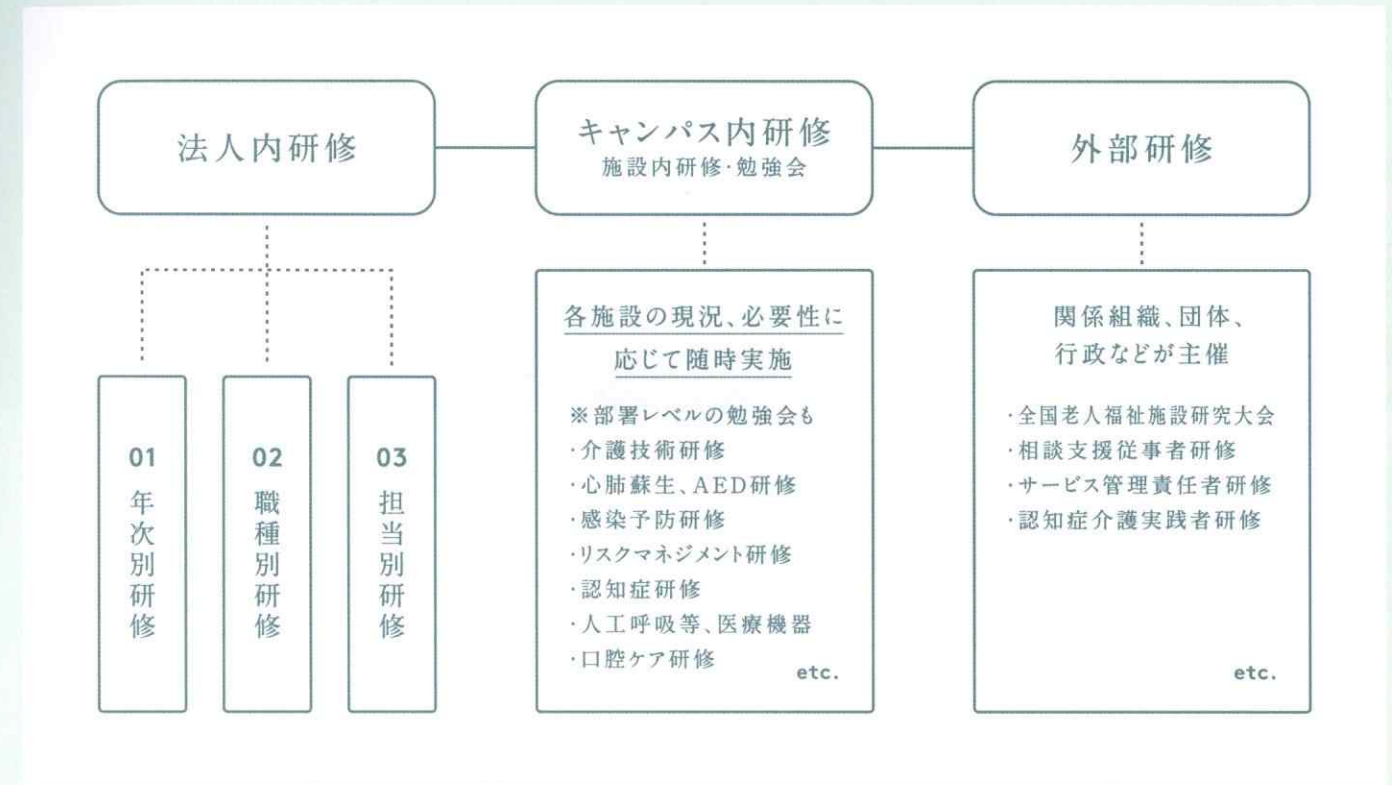 法人内研修
01
年次別研修
02
職種別研修
03
担当別研修
キャンパス内研修
施設内研修・勉強会
各施設の現況、必要性に
応じて随時実施
※部署レベルの勉強会も
・介護技術研修
・心肺蘇生、AED研修
・感染予防研修
・リスクマネジメント研修
・認知症研修
・人工呼吸等、医療機器
・口腔ケア研修
etc.
外部研修
関係組織、団体、
行政などが主催
・全国老人福祉施設研究大会
・相談支援従事者研修
・サービス管理責任者研修
・認知症介護実践者研修
etc.